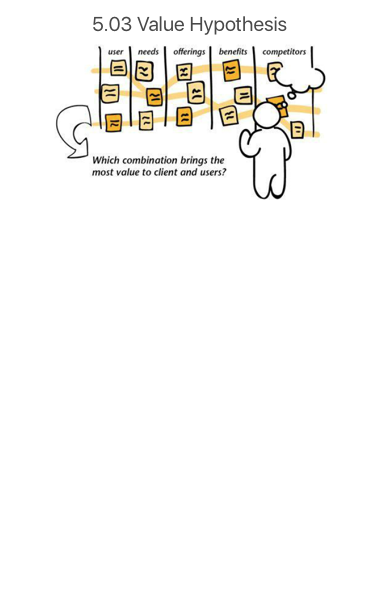 5.03 Value Hypothesis
user needs offerings benefits competitors
Which combination brings the
most value to client and users?